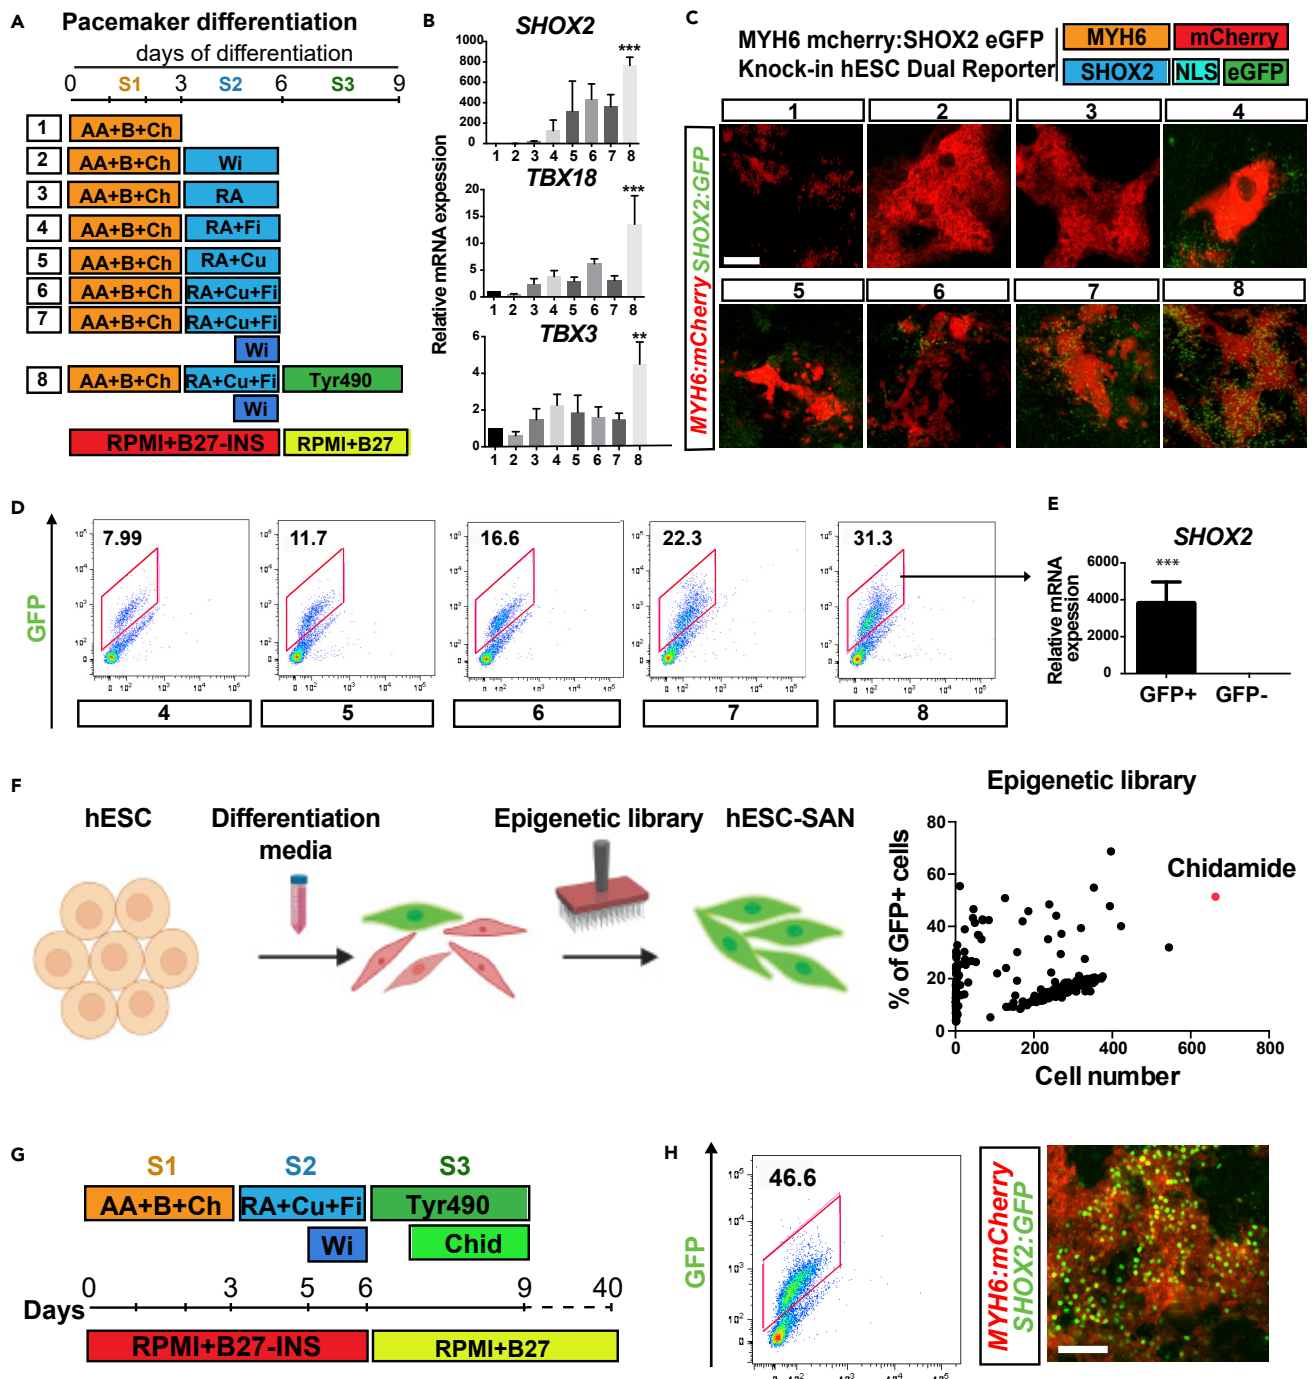 A
Pacemaker differentiation
days of differentiation
0 S1 3 S2 6 S3 9
1 AA+B+Ch
2 AA+B+Ch Wi
3 AA+B+Ch RA
4 AA+B+Ch RA+Fi
5 AA+B+Ch RA+Cu
6 AA+B+Ch RA+Cu+Fi
7 AA+B+Ch RA+Cu+Fi
Wi
8 AA+B+Ch RA+Cu+Fi Tyr490
Wi
RPMI+B27-INS RPMI+B27
B
Relative mRNA expession
SHOX2
1000
800
600
400
200
0
***
1 2 3 4 5 6 7 8
TBX18
20
15
10
5
0
***
1 2 3 4 5 6 7 8
TBX3
6
4
2
0
**
1 2 3 4 5 6 7 8
C
MYH6 mcherry:SHOX2 eGFP
Knock-in hESC Dual Reporter
MYH6 mCherry
SHOX2 NLS eGFP
MYH6:mCherry SHOX2:GFP
1 2 3 4
5 6 7 8
D
GFP
7.99
11.7
16.6
22.3
31.3
4 5 6 7 8
E
SHOX2
Relative mRNA
expession
6000
4000
2000
0
***
GFP+ GFP-
F
hESC
Differentiation
media
Epigenetic library
hESC-SAN
Epigenetic library
% of GFP+ cells
80
60
40
20
0
Chidamide
0 200 400 600 800
Cell number
G
S1 S2 S3
AA+B+Ch RA+Cu+Fi Tyr490
Wi Chid
0 3 5 6 9 40
Days
RPMI+B27-INS RPMI+B27
H
GFP
46.6
10⁵
10⁴
10³
10²
0
0 10² 10³ 10⁴ 10⁵
MYH6:mCherry
SHOX2:GFP